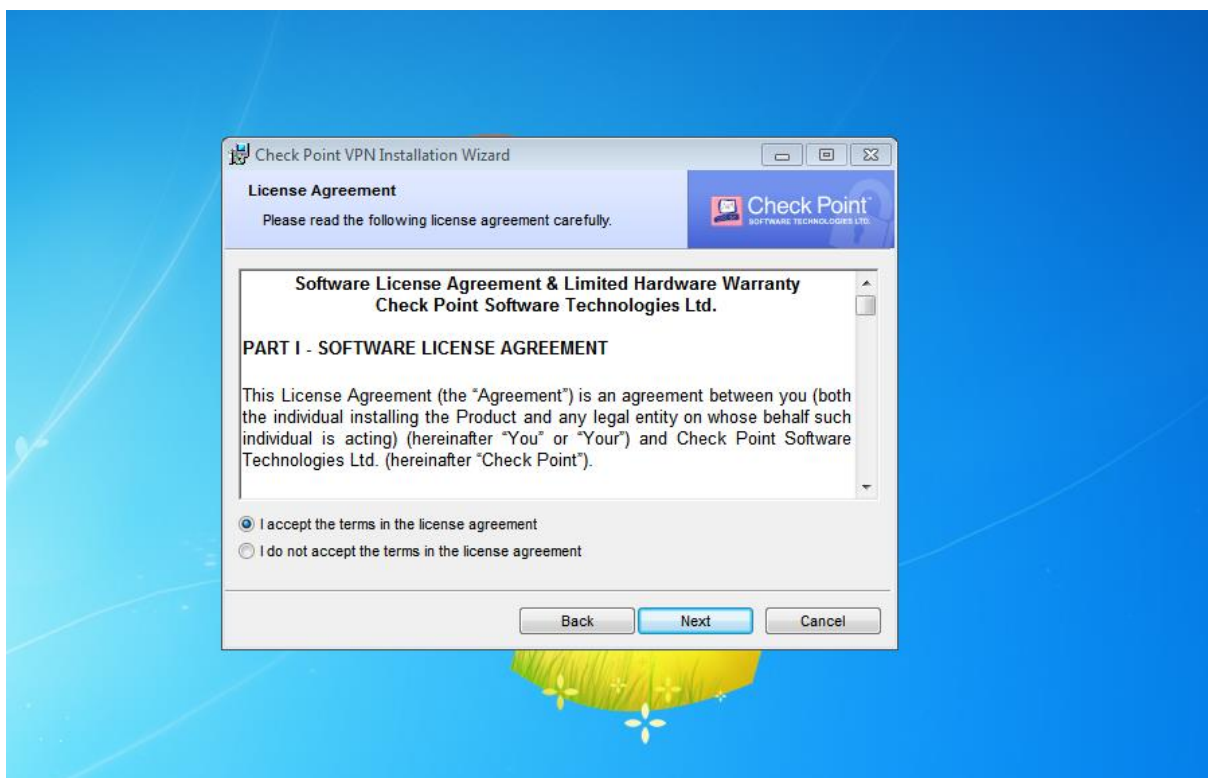 Check Point VPN Installation Wizard
License Agreement
Please read the following license agreement carefully.
Check Point™
SOFTWARE TECHNOLOGIES LTD.
Software License Agreement & Limited Hardware Warranty
Check Point Software Technologies Ltd.
PART I - SOFTWARE LICENSE AGREEMENT
This License Agreement (the “Agreement”) is an agreement between you (both
the individual installing the Product and any legal entity on whose behalf such
individual is acting) (hereinafter “You” or “Your”) and Check Point Software
Technologies Ltd. (hereinafter “Check Point”).
I accept the terms in the license agreement
I do not accept the terms in the license agreement
Back Next Cancel